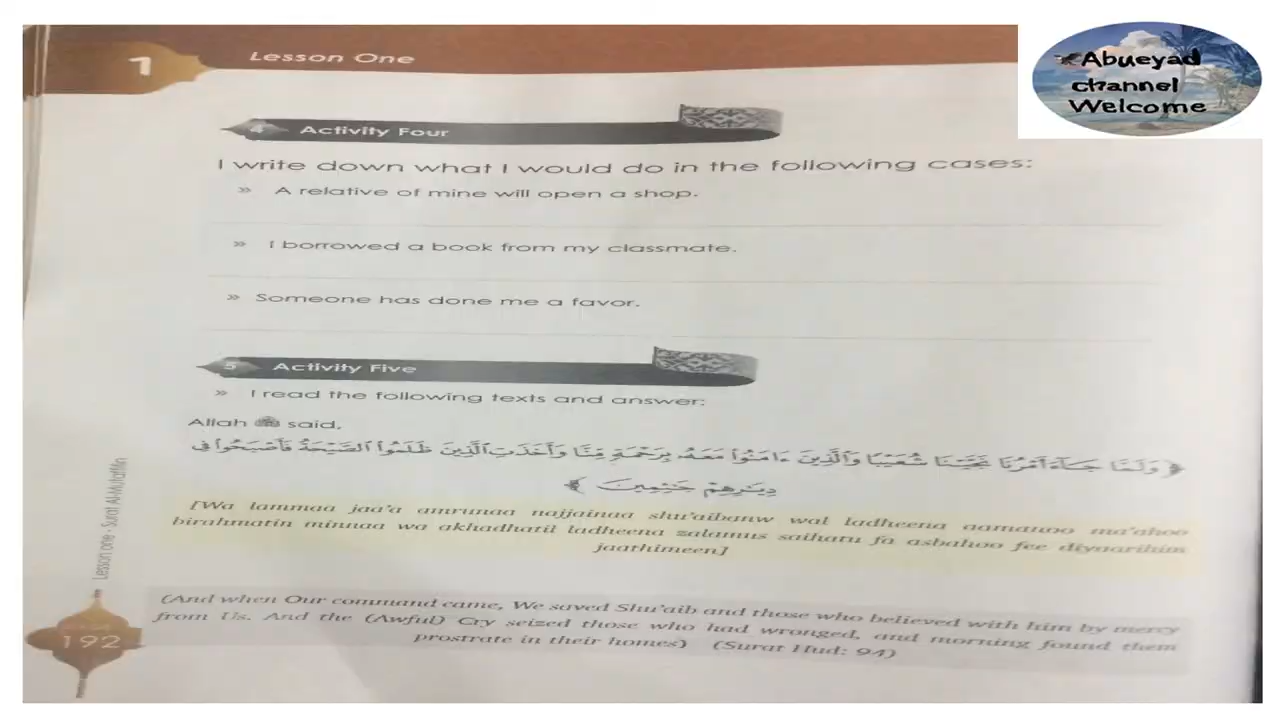 1
Lesson One
Abueyad
channel
Welcome
4 Activity Four
I write down what I would do in the following cases:
» A relative of mine will open a shop.
» I borrowed a book from my classmate.
» Someone has done me a favor.
5 Activity Five
» I read the following texts and answer:
Allah ﷻ said,
﴿ وَلَمَّا جَآءَ أَمْرُنَا نَجَّيْنَا شُعَيْبًا وَالَّذِينَ ءَامَنُوا۟ مَعَهُۥ بِرَحْمَةٍ مِّنَّا وَأَخَذَتِ الَّذِينَ ظَلَمُوا۟ الصَّيْحَةُ فَأَصْبَحُوا۟ فِى
دِيَٰرِهِمْ جَٰثِمِينَ ﴾
[Wa lammaa jaa'a amrunaa najjainaa shu'aibanw wal ladheena aamanoo ma'ahoo
birahmatin minnaa wa akhadhatil ladheena zalamus saihatu fa asbahoo fee diyaarihim
jaathimeen]
(And when Our command came, We saved Shu'aib and those who believed with him by mercy
from Us. And the (Awful) Cry seized those who had wronged, and morning found them
prostrate in their homes) (Surat Hud: 94)
Lesson one - Surat Al-Mutaffifin
192